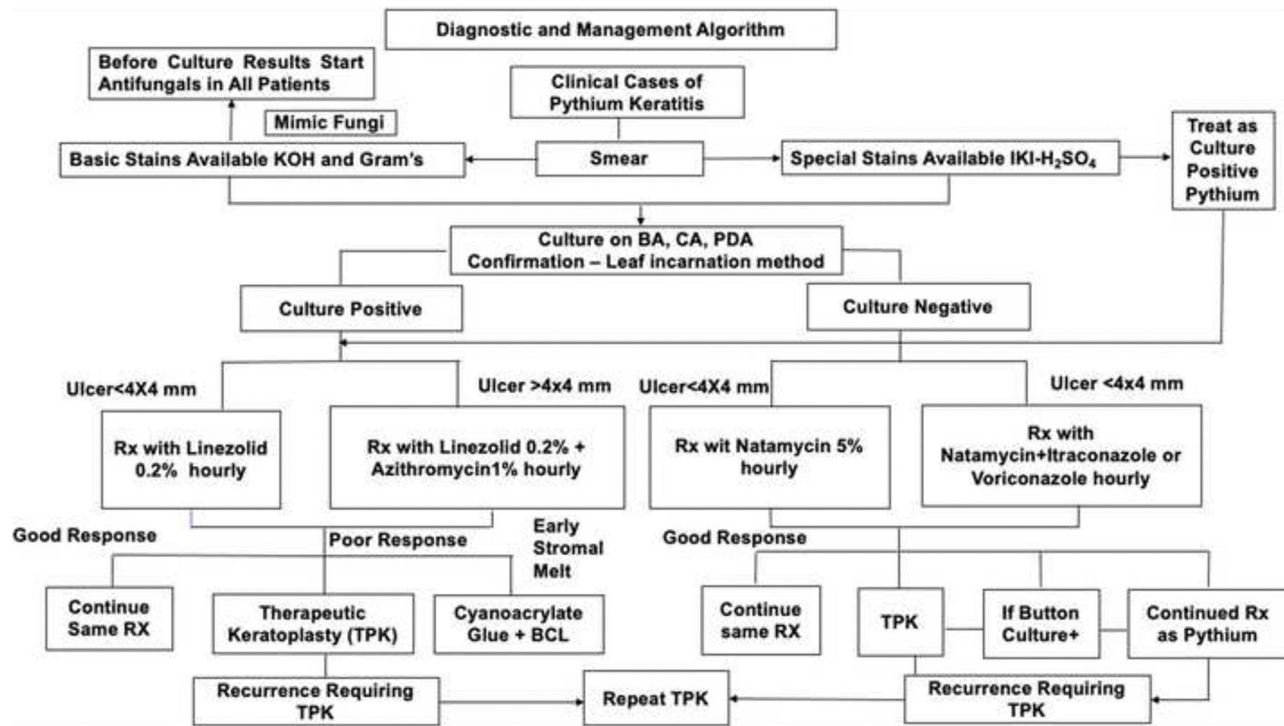 Diagnostic and Management Algorithm
Before Culture Results Start
Antifungals in All Patients
Clinical Cases of
Pythium Keratitis
Mimic Fungi
Treat as
Culture
Positive
Pythium
Basic Stains Available KOH and Gram's
Smear
Special Stains Available IKI-H₂SO₄
Culture on BA, CA, PDA
Confirmation – Leaf incarnation method
Culture Positive
Culture Negative
Ulcer<4X4 mm
Ulcer >4x4 mm
Ulcer<4X4 mm
Ulcer <4x4 mm
Rx with Linezolid
0.2% hourly
Rx with Linezolid 0.2% +
Azithromycin1% hourly
Rx wit Natamycin 5%
hourly
Rx with
Natamycin+Itraconazole or
Voriconazole hourly
Good Response
Poor Response
Early
Stromal
Melt
Good Response
Continue
Same RX
Therapeutic
Keratoplasty (TPK)
Cyanoacrylate
Glue + BCL
Continue
same RX
TPK
If Button
Culture+
Continued Rx
as Pythium
Recurrence Requiring
TPK
Repeat TPK
Recurrence Requiring
TPK